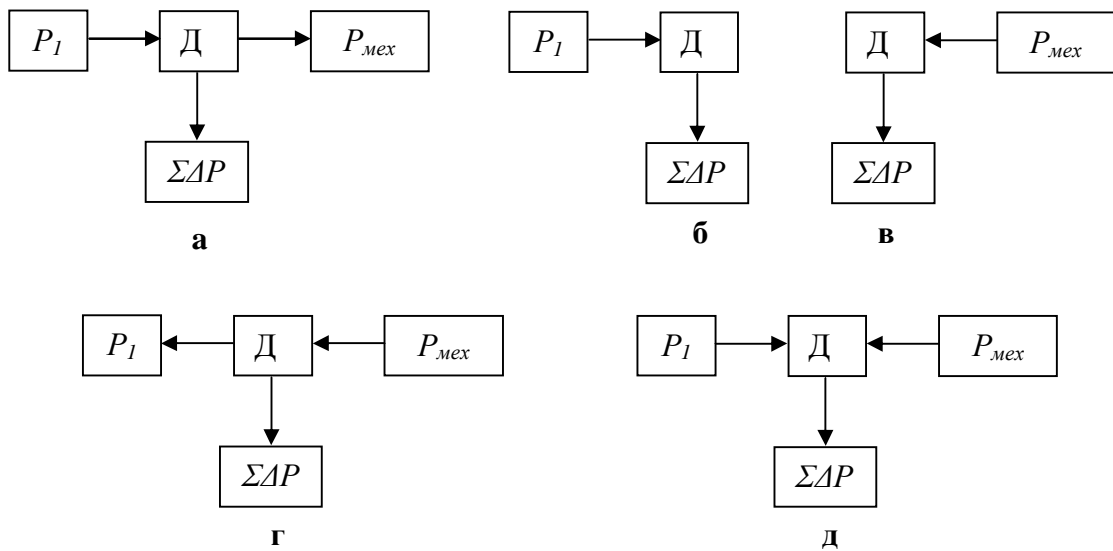 P₁ Д Pмех P₁ Д Д Pмех
ΣΔP ΣΔP ΣΔP
а б в
P₁ Д Pмех P₁ Д Pмех
ΣΔP ΣΔP
г д